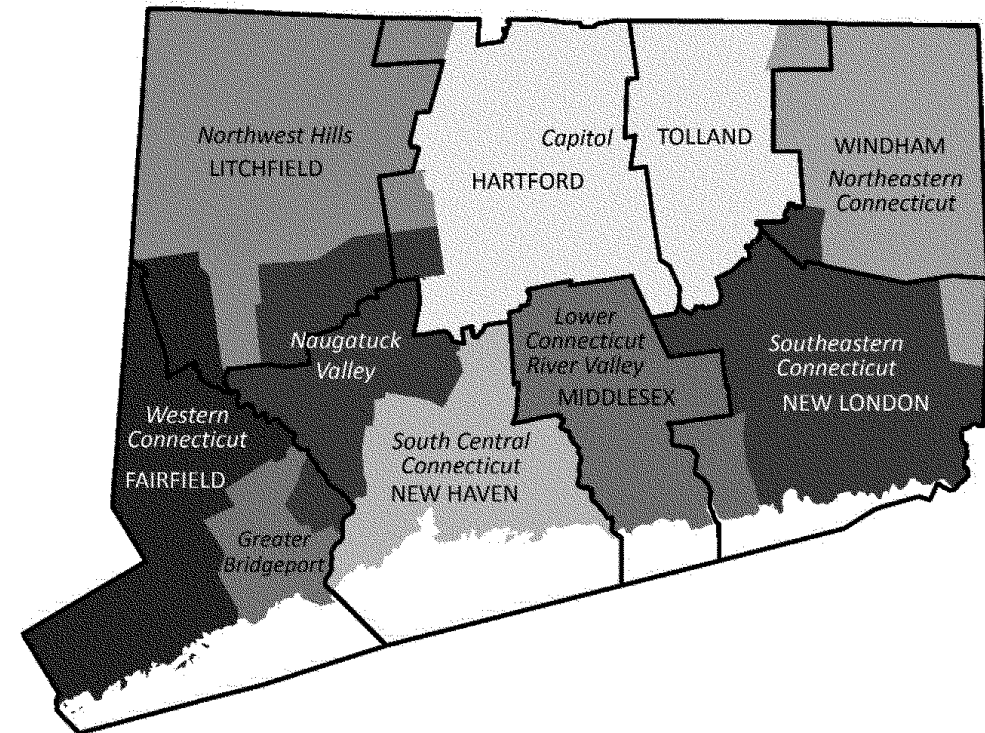 Northwest Hills
LITCHFIELD
Capitol
HARTFORD
TOLLAND
WINDHAM
Northeastern
Connecticut
Naugatuck
Valley
Lower
Connecticut
River Valley
MIDDLESEX
Southeastern
Connecticut
NEW LONDON
Western
Connecticut
FAIRFIELD
South Central
Connecticut
NEW HAVEN
Greater
Bridgeport